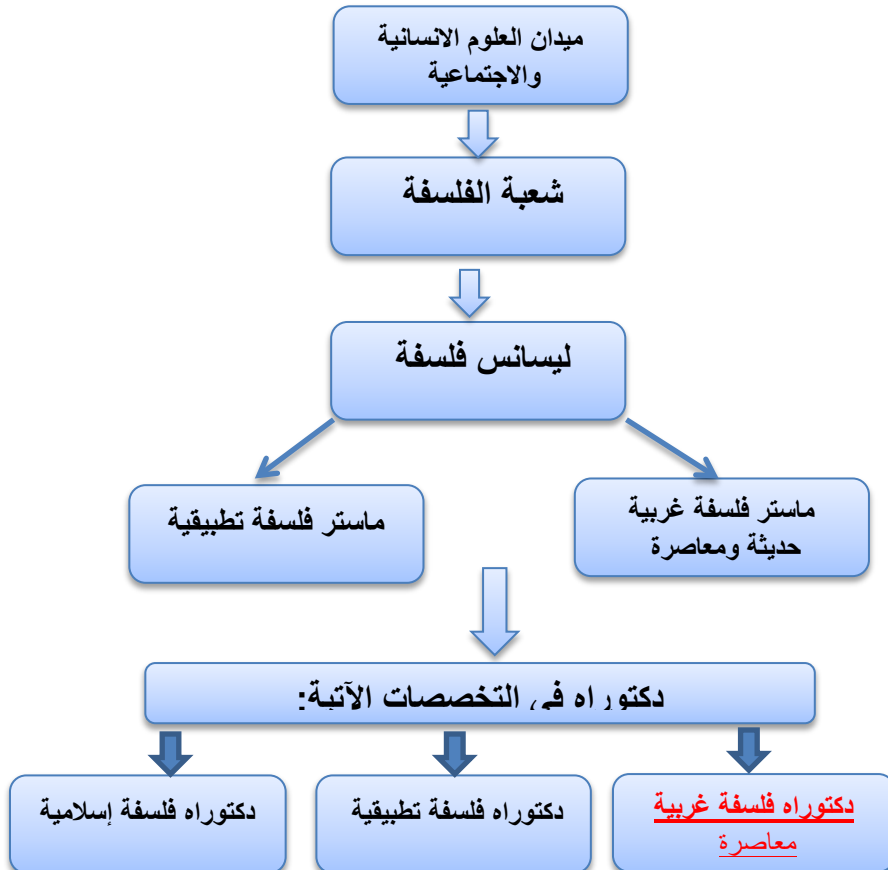 ميدان العلوم الانسانية
والاجتماعية
شعبة الفلسفة
ليسانس فلسفة
ماستر فلسفة غربية
حديثة ومعاصرة
ماستر فلسفة تطبيقية
دكتوراه في التخصصات الآتية:
دكتوراه فلسفة غربية
معاصرة
دكتوراه فلسفة تطبيقية
دكتوراه فلسفة إسلامية